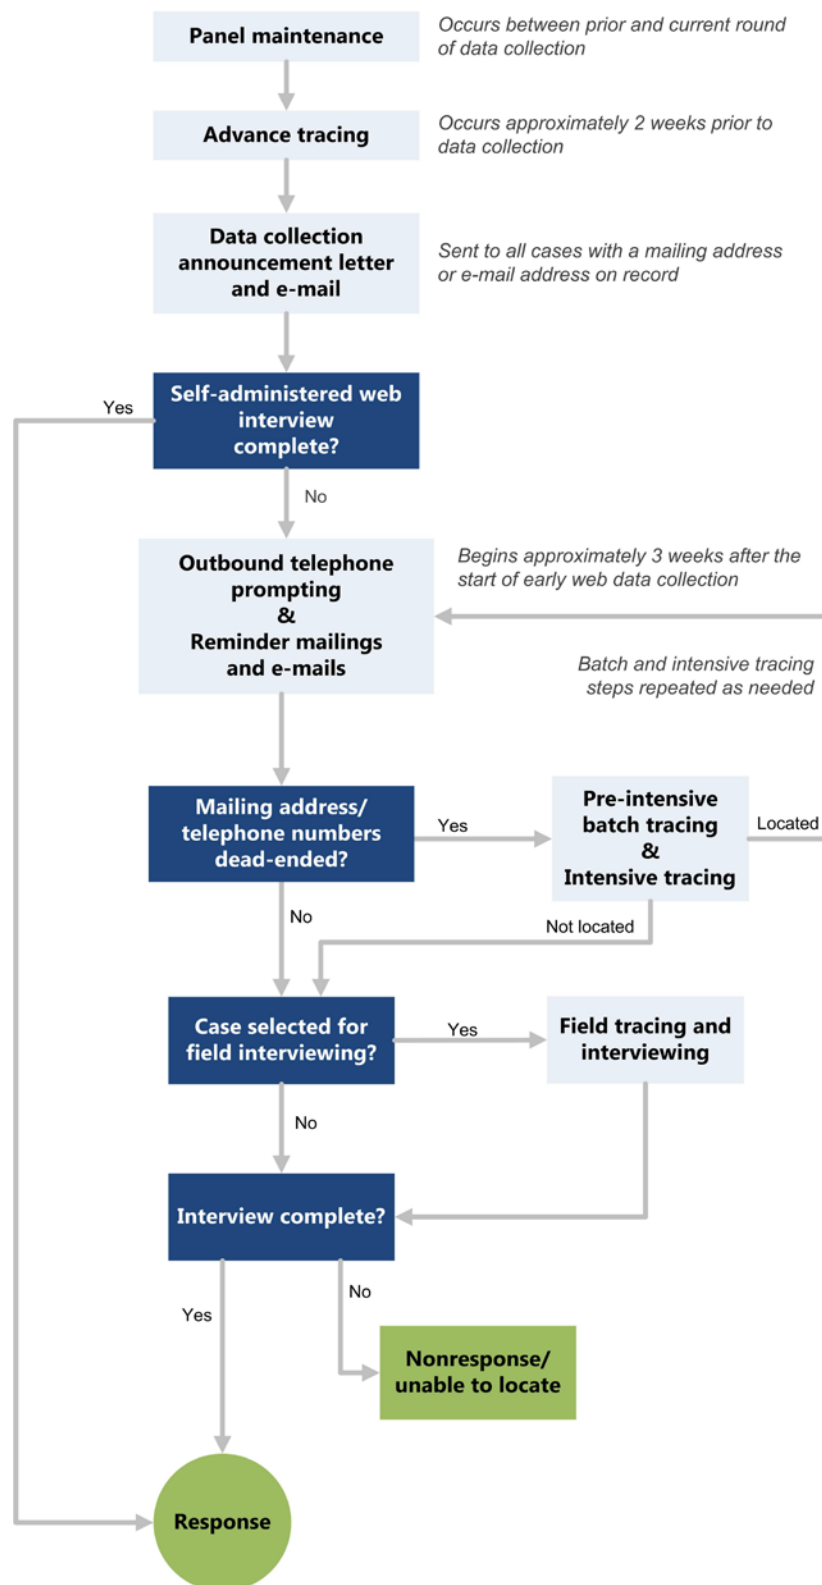 Panel maintenance
Occurs between prior and current round
of data collection
Advance tracing
Occurs approximately 2 weeks prior to
data collection
Data collection
announcement letter
and e-mail
Sent to all cases with a mailing address
or e-mail address on record
Self-administered web
interview
complete?
Yes
No
Outbound telephone
prompting
&
Reminder mailings
and e-mails
Begins approximately 3 weeks after the
start of early web data collection
Batch and intensive tracing
steps repeated as needed
Mailing address/
telephone numbers
dead-ended?
Yes
Pre-intensive
batch tracing
&
Intensive tracing
Located
No
Not located
Case selected for
field interviewing?
Yes
Field tracing and
interviewing
No
Interview complete?
Yes
No
Nonresponse/
unable to locate
Response